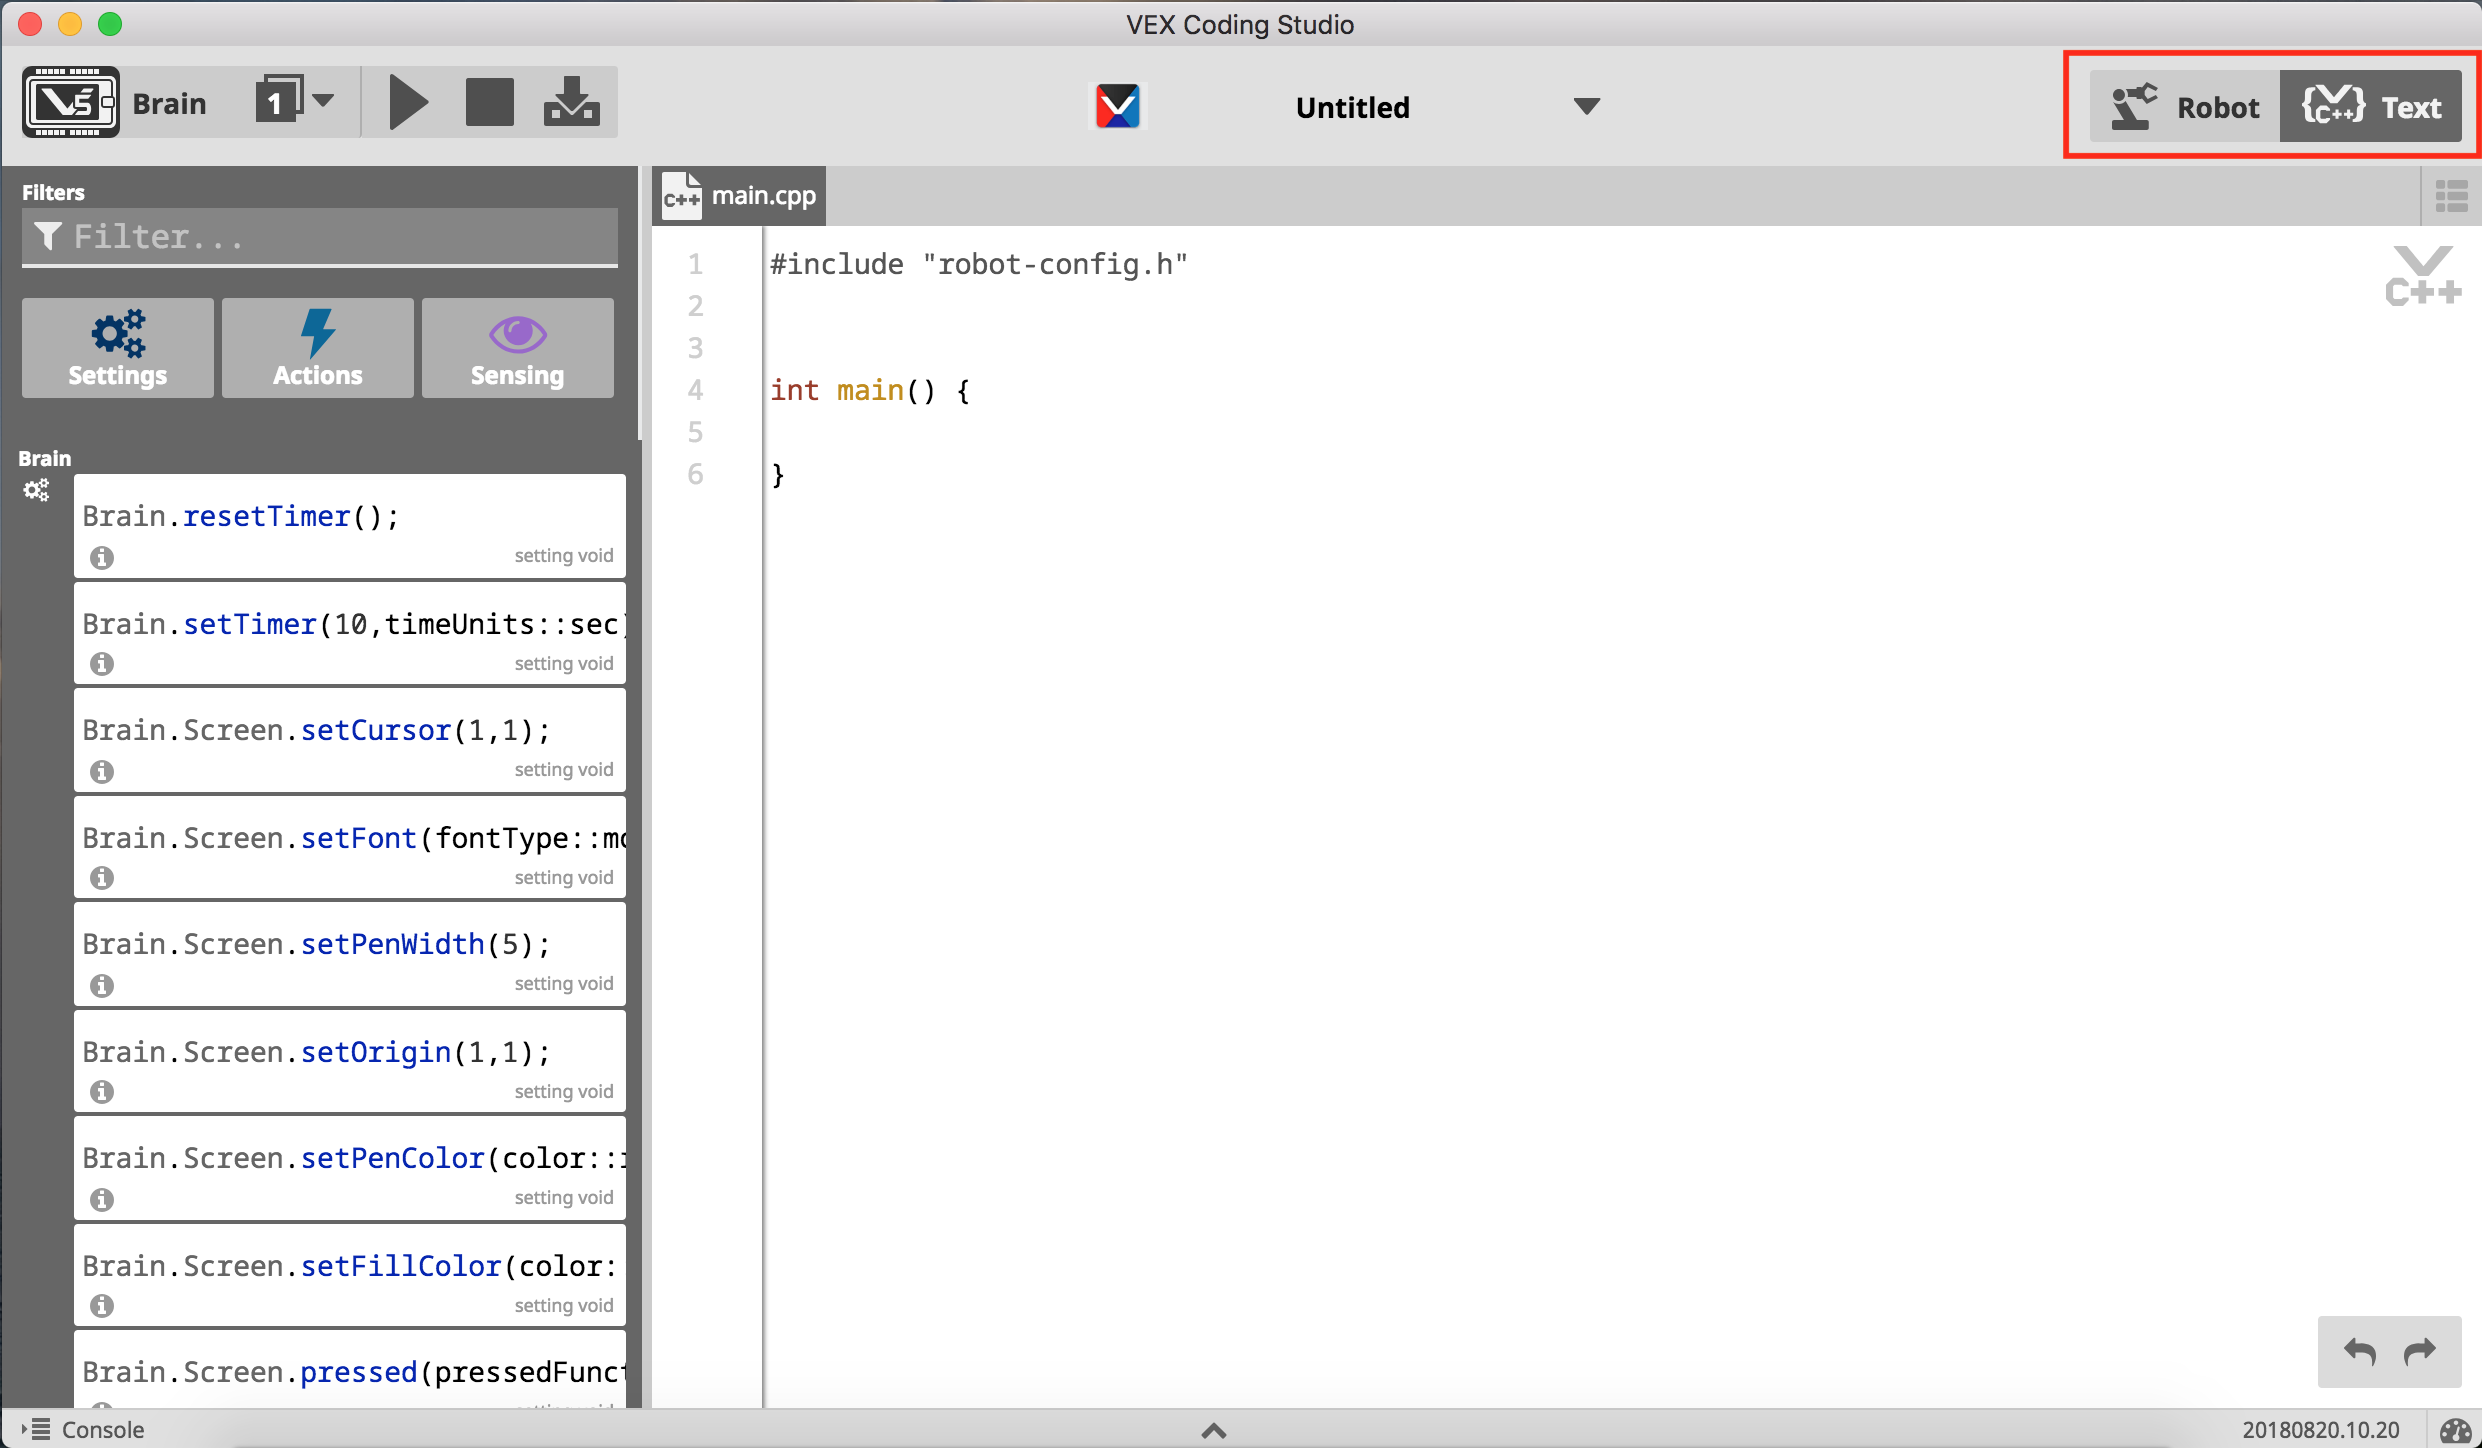 VEX Coding Studio
V5 Brain 1
Untitled
Robot {C++} Text
Filters
Filter...
Settings Actions Sensing
Brain
Brain.resetTimer();
setting void
Brain.setTimer(10,timeUnits::sec)
setting void
Brain.Screen.setCursor(1,1);
setting void
Brain.Screen.setFont(fontType::mo
setting void
Brain.Screen.setPenWidth(5);
setting void
Brain.Screen.setOrigin(1,1);
setting void
Brain.Screen.setPenColor(color::
setting void
Brain.Screen.setFillColor(color:
setting void
Brain.Screen.pressed(pressedFunct
C++ main.cpp
1 #include "robot-config.h"
2
3
4 int main() {
5
6 }
C++
Console
20180820.10.20